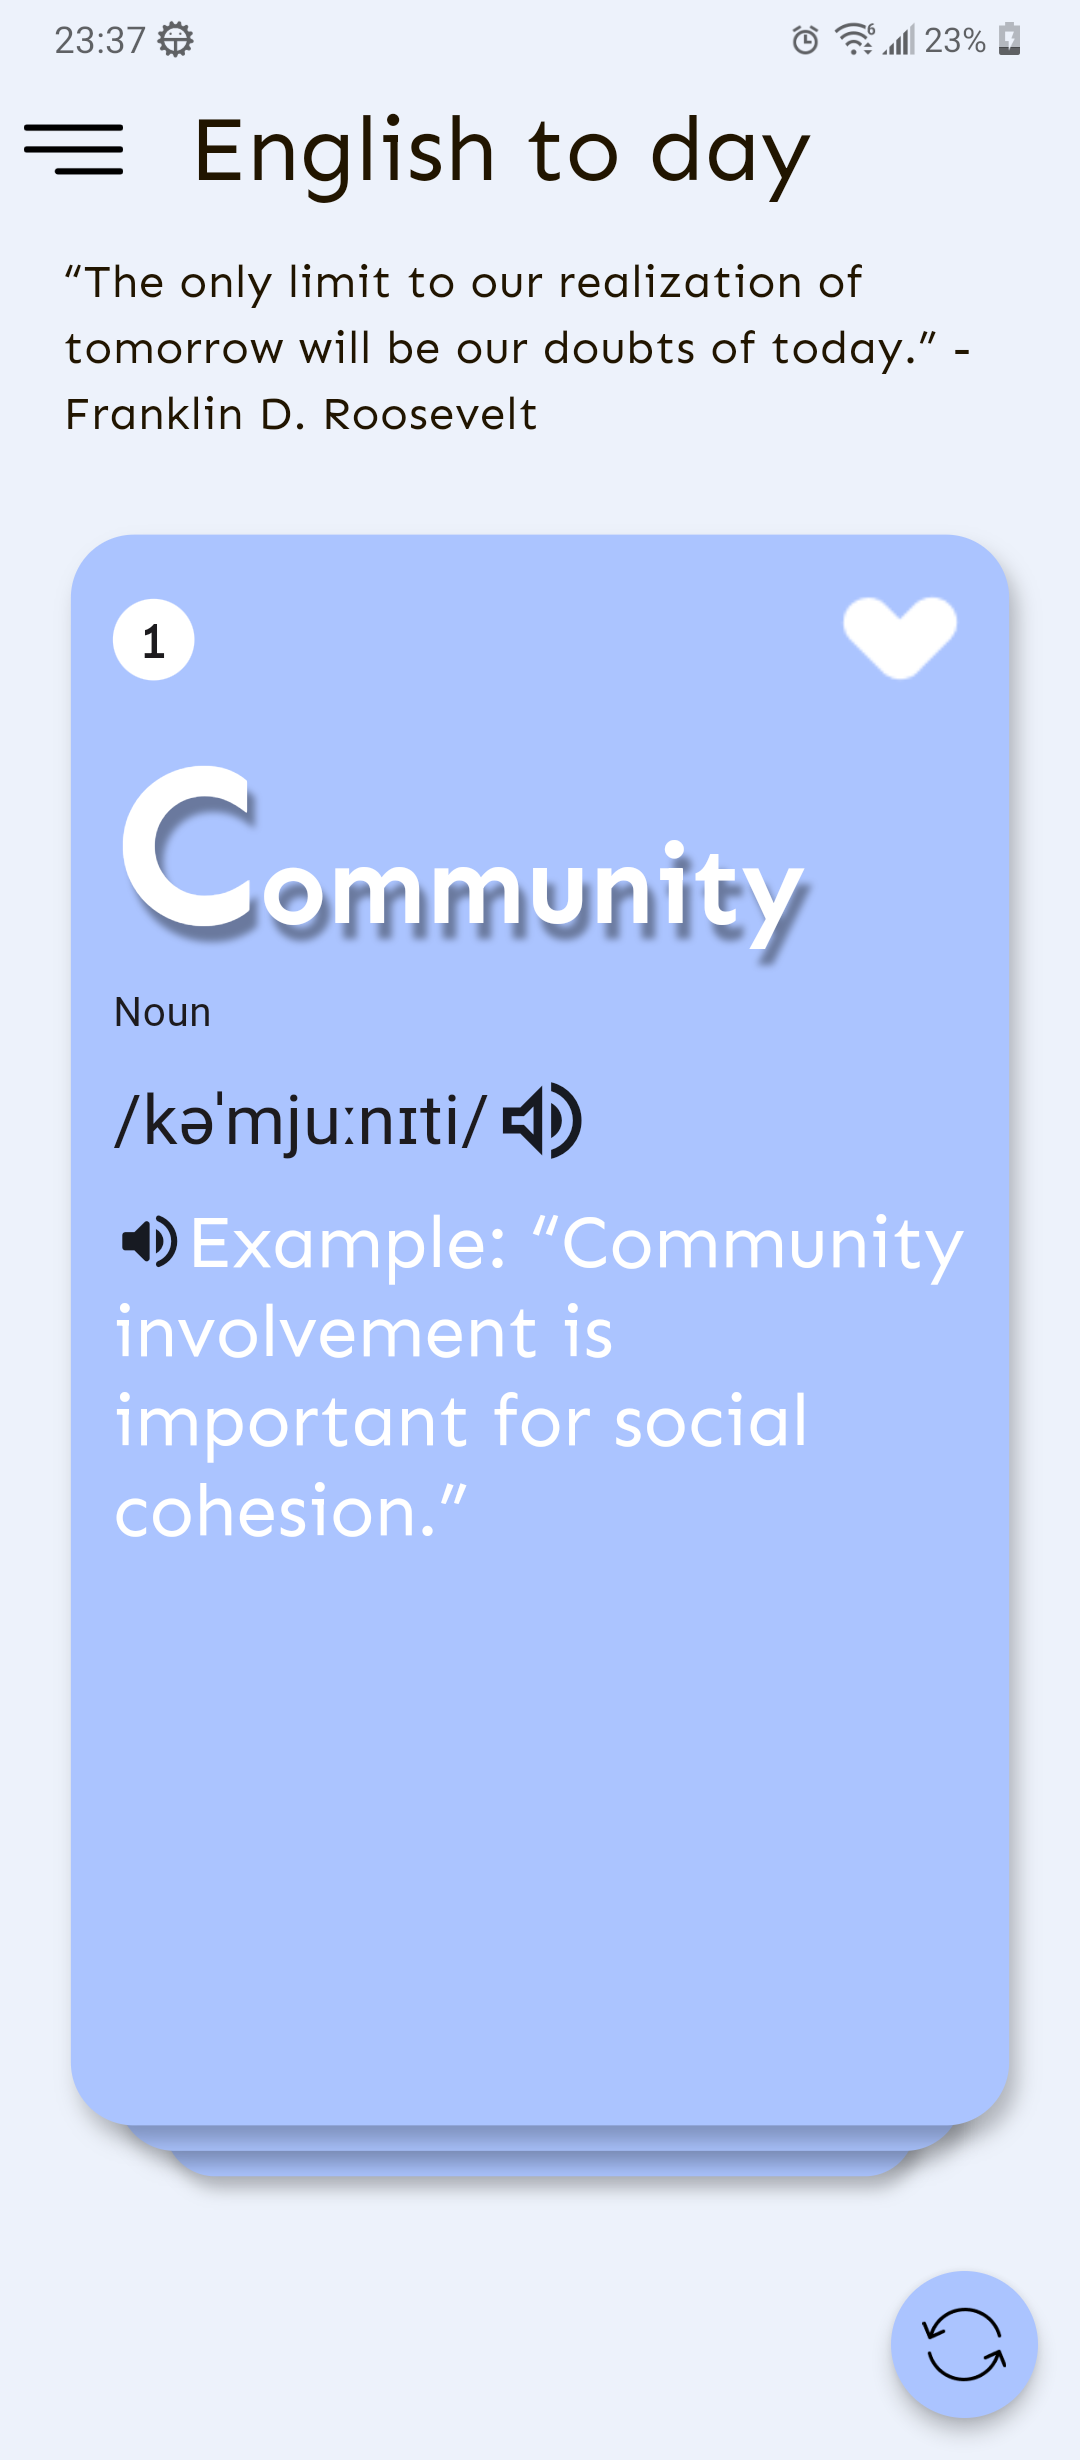 23:37
6 23%
English to day
“The only limit to our realization of
tomorrow will be our doubts of today.” -
Franklin D. Roosevelt
1
Community
Noun
/kəˈmjuːnɪti/
Example: “Community
involvement is
important for social
cohesion.”